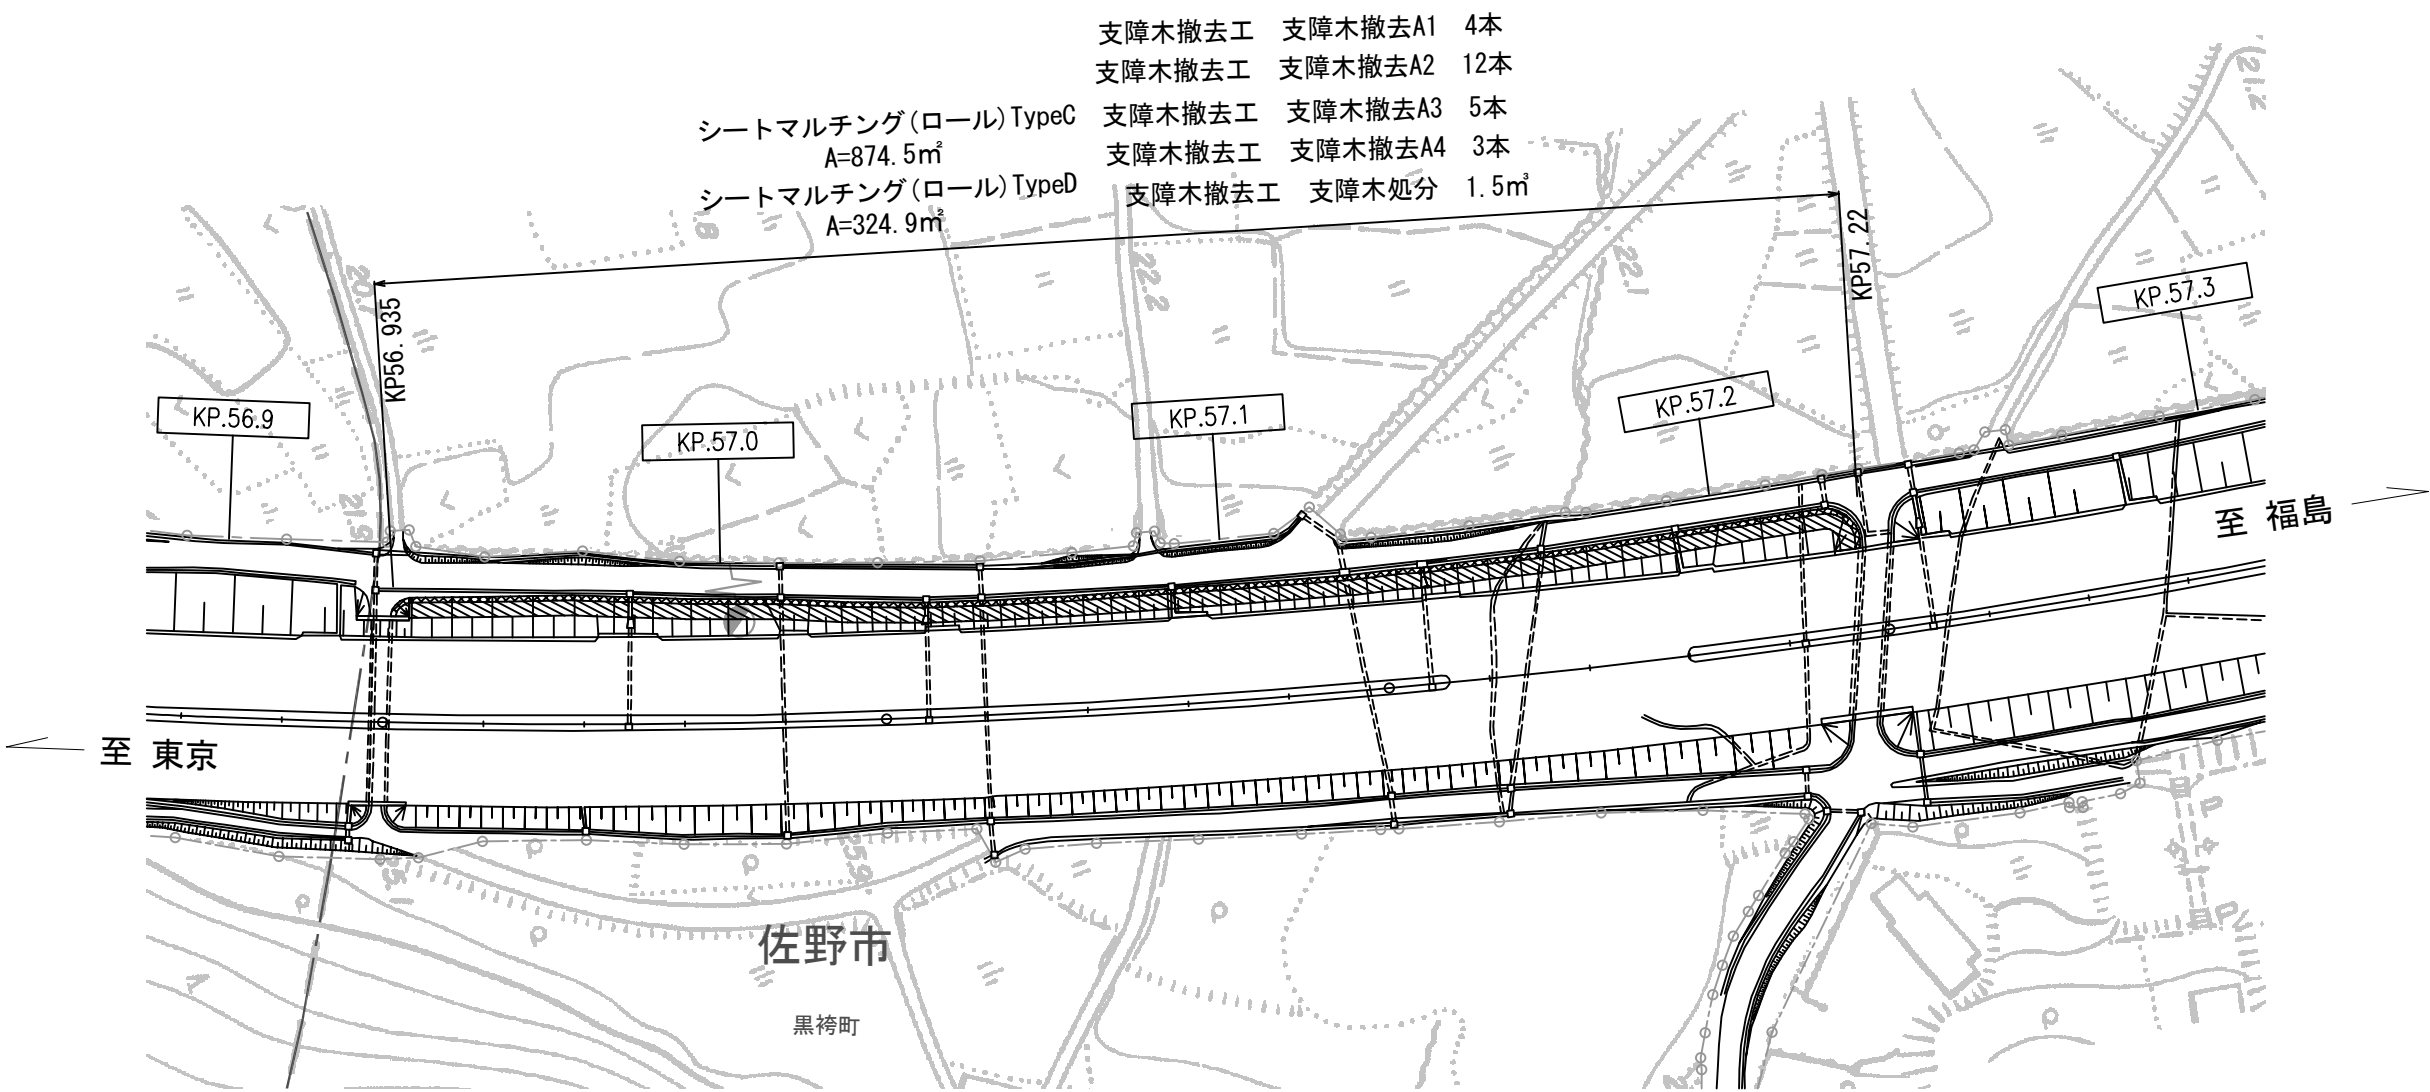 支障木撤去工　支障木撤去A1　4本
支障木撤去工　支障木撤去A2　12本
シートマルチング(ロール)TypeC　支障木撤去工　支障木撤去A3　5本
A=874.5㎡　支障木撤去工　支障木撤去A4　3本
シートマルチング(ロール)TypeD　支障木撤去工　支障木処分　1.5㎥
A=324.9㎡
KP56.935
KP57.22
KP.56.9
KP.57.0
KP.57.1
KP.57.2
KP.57.3
22.2
22.1
21.2
至 福島
至 東京
佐野市
黒袴町